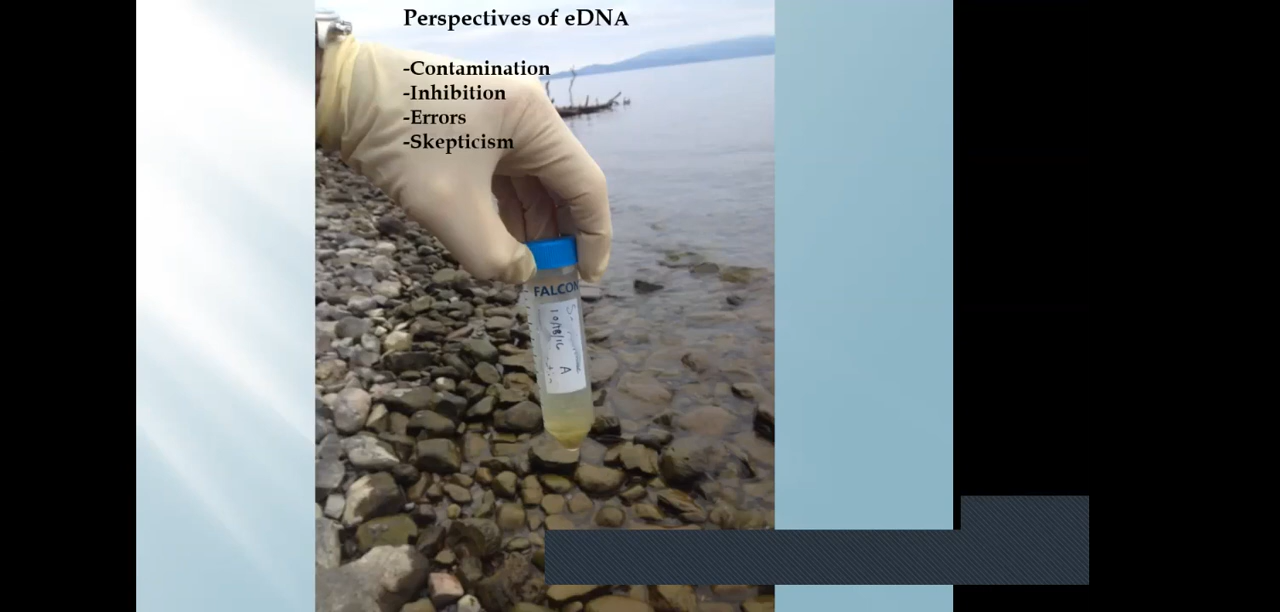 Perspectives of eDNA
-Contamination
-Inhibition
-Errors
-Skepticism
FALCON
A